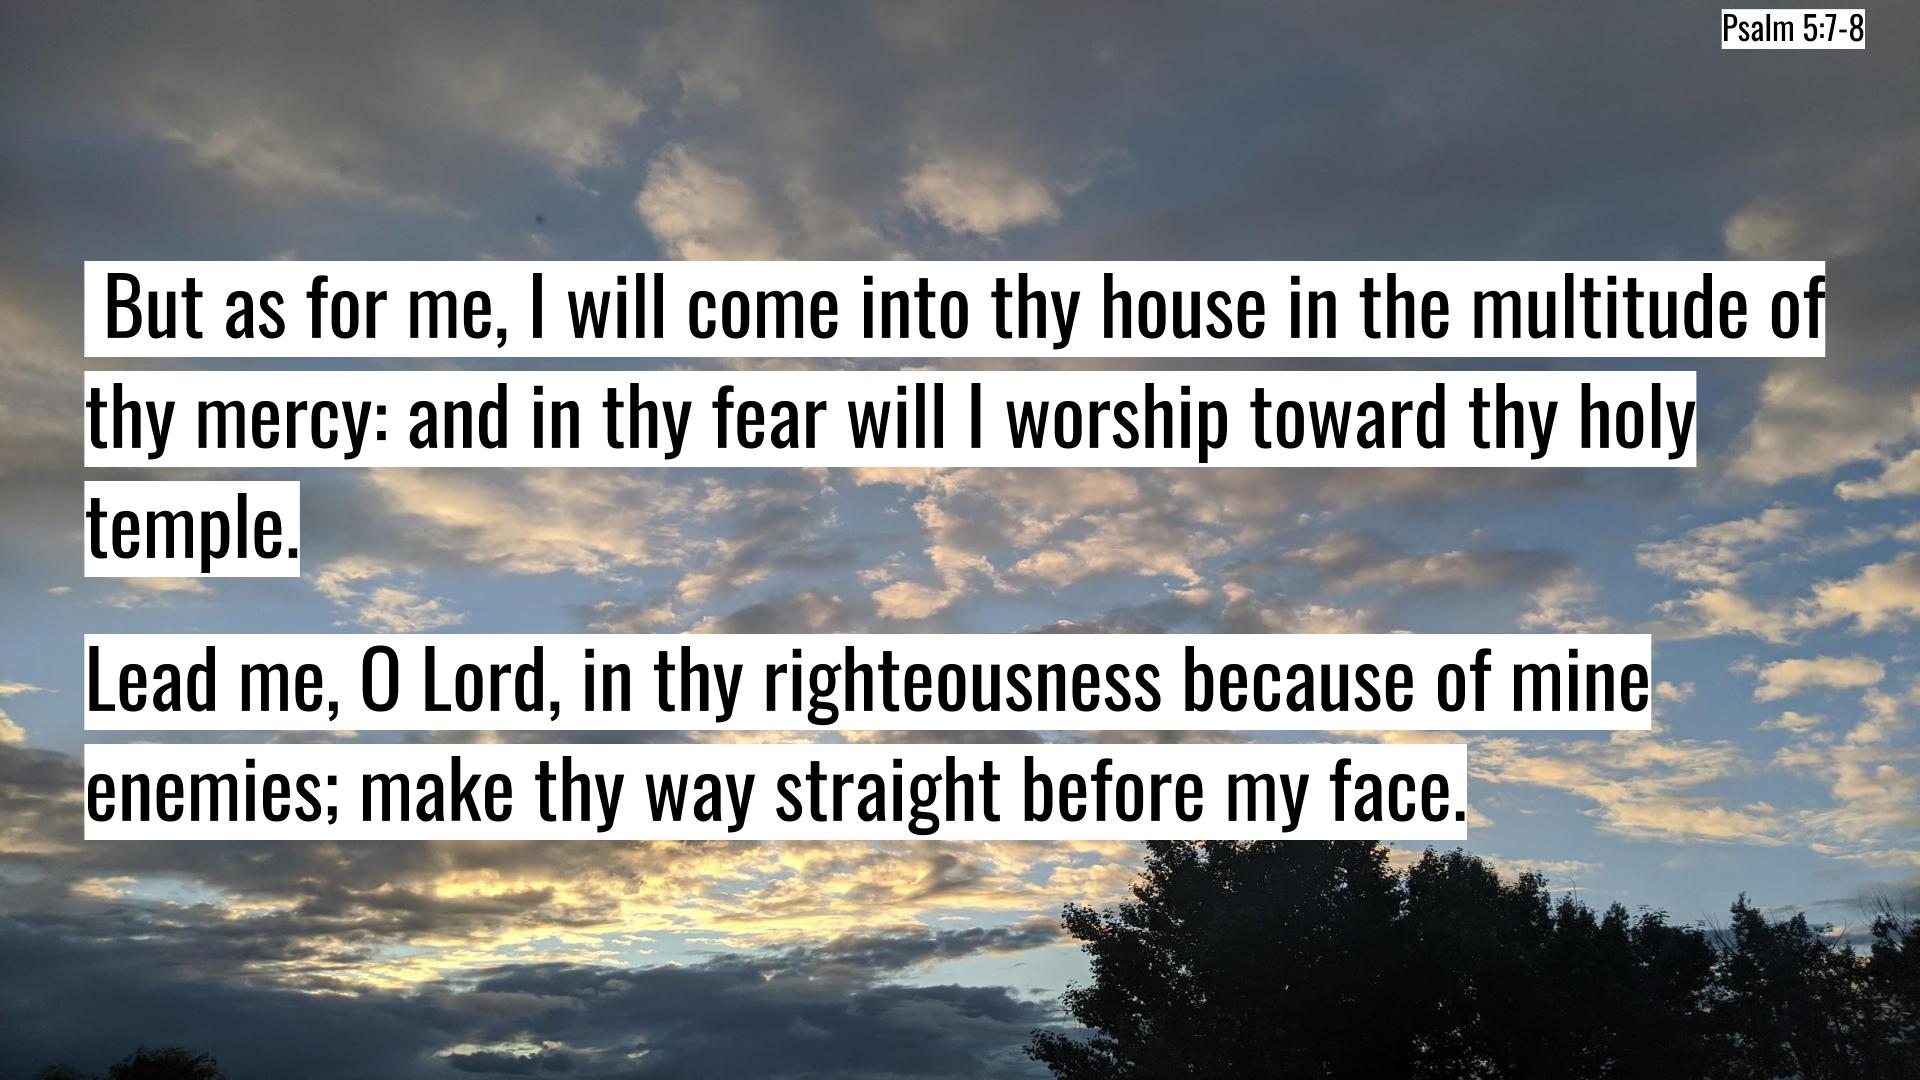 Psalm 5:7-8
But as for me, I will come into thy house in the multitude of
thy mercy: and in thy fear will I worship toward thy holy
temple.
Lead me, O Lord, in thy righteousness because of mine
enemies; make thy way straight before my face.